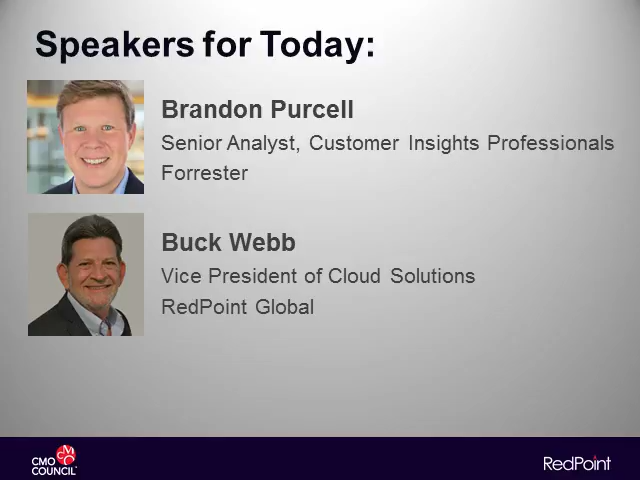 Speakers for Today:
Brandon Purcell
Senior Analyst, Customer Insights Professionals
Forrester
Buck Webb
Vice President of Cloud Solutions
RedPoint Global
CMO
COUNCIL
RedPoint